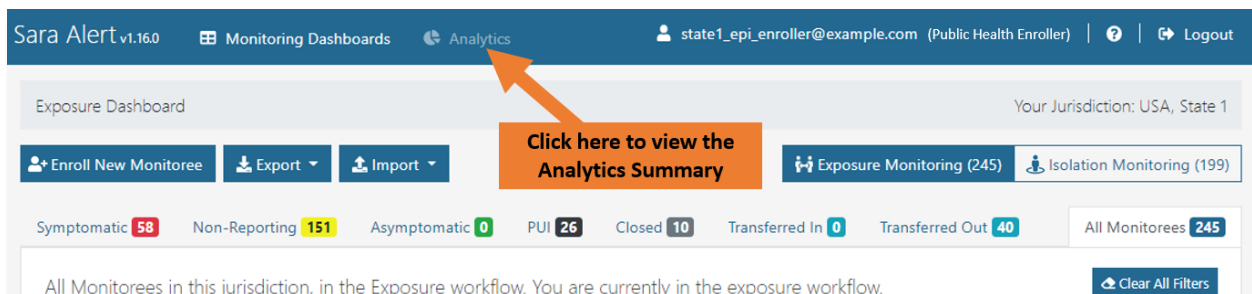 Sara Alert v1.16.0 Monitoring Dashboards Analytics state1_epi_enroller@example.com (Public Health Enroller) Logout
Exposure Dashboard Your Jurisdiction: USA, State 1
Click here to view the
Analytics Summary
Enroll New Monitoree Export Import Exposure Monitoring (245) Isolation Monitoring (199)
Symptomatic 58 Non-Reporting 151 Asymptomatic 0 PUI 26 Closed 10 Transferred In 0 Transferred Out 40 All Monitorees 245
All Monitorees in this jurisdiction, in the Exposure workflow. You are currently in the exposure workflow. Clear All Filters